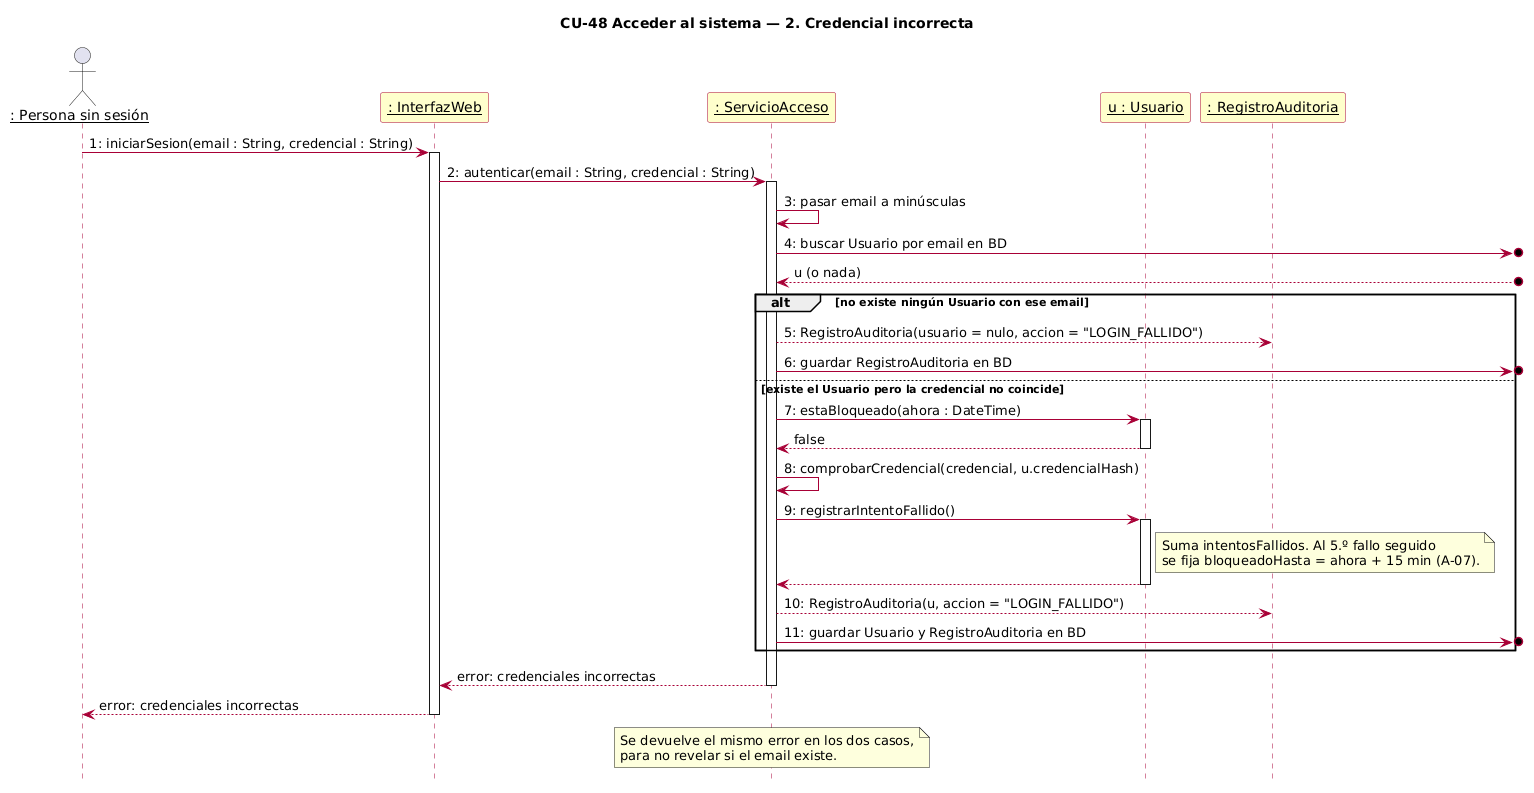 CU-48 Acceder al sistema — 2. Credencial incorrecta
: Persona sin sesión
: InterfazWeb
: ServicioAcceso
u : Usuario
: RegistroAuditoria
1: iniciarSesion(email : String, credencial : String)
2: autenticar(email : String, credencial : String)
3: pasar email a minúsculas
4: buscar Usuario por email en BD
u (o nada)
alt
[no existe ningún Usuario con ese email]
5: RegistroAuditoria(usuario = nulo, accion = "LOGIN_FALLIDO")
6: guardar RegistroAuditoria en BD
[existe el Usuario pero la credencial no coincide]
7: estaBloqueado(ahora : DateTime)
false
8: comprobarCredencial(credencial, u.credencialHash)
9: registrarIntentoFallido()
Suma intentosFallidos. Al 5.º fallo seguido
se fija bloqueadoHasta = ahora + 15 min (A-07).
10: RegistroAuditoria(u, accion = "LOGIN_FALLIDO")
11: guardar Usuario y RegistroAuditoria en BD
error: credenciales incorrectas
error: credenciales incorrectas
Se devuelve el mismo error en los dos casos,
para no revelar si el email existe.